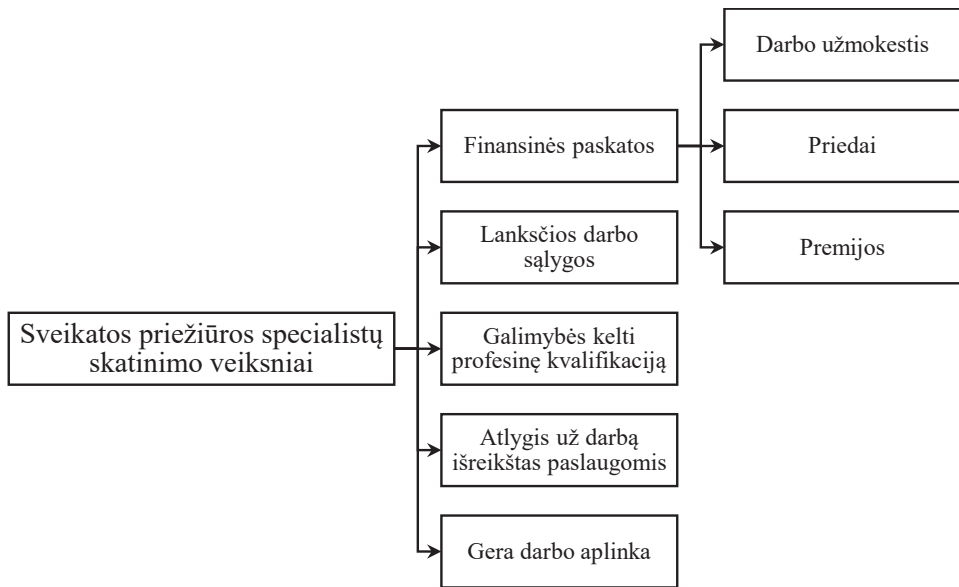 Darbo užmokestis
Finansinės paskatos
Priedai
Lanksčios darbo
sąlygos
Premijos
Sveikatos priežiūros specialistų
skatinimo veiksniai
Galimybės kelti
profesinę kvalifikaciją
Atlygis už darbą
išreikštas paslaugomis
Gera darbo aplinka